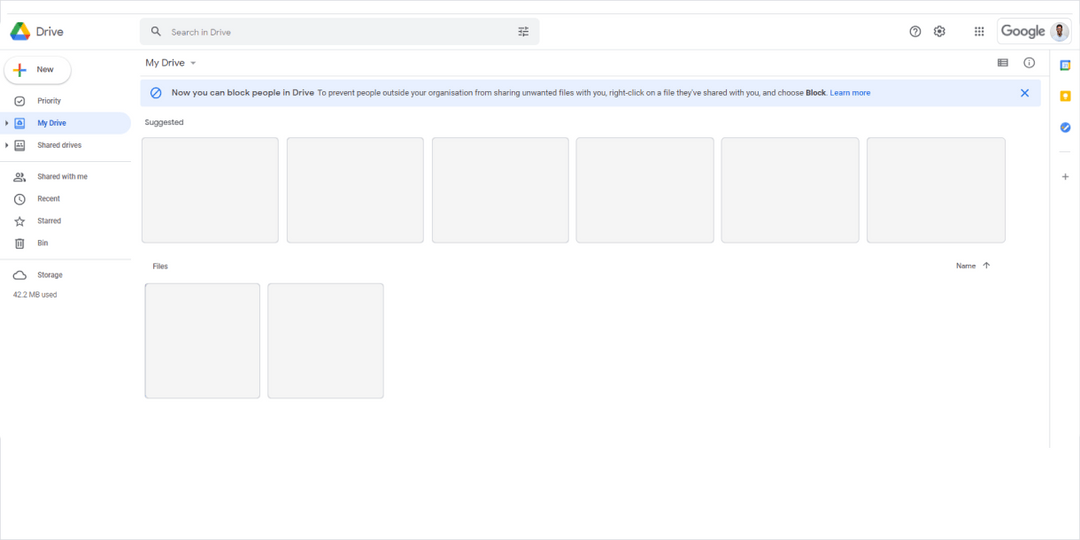 Drive
Search in Drive
Google
New
My Drive
Priority
Now you can block people in Drive To prevent people outside your organisation from sharing unwanted files with you, right-click on a file they've shared with you, and choose Block. Learn more
My Drive
Suggested
Shared drives
Shared with me
Recent
Starred
Bin
Files
Name
Storage
42.2 MB used